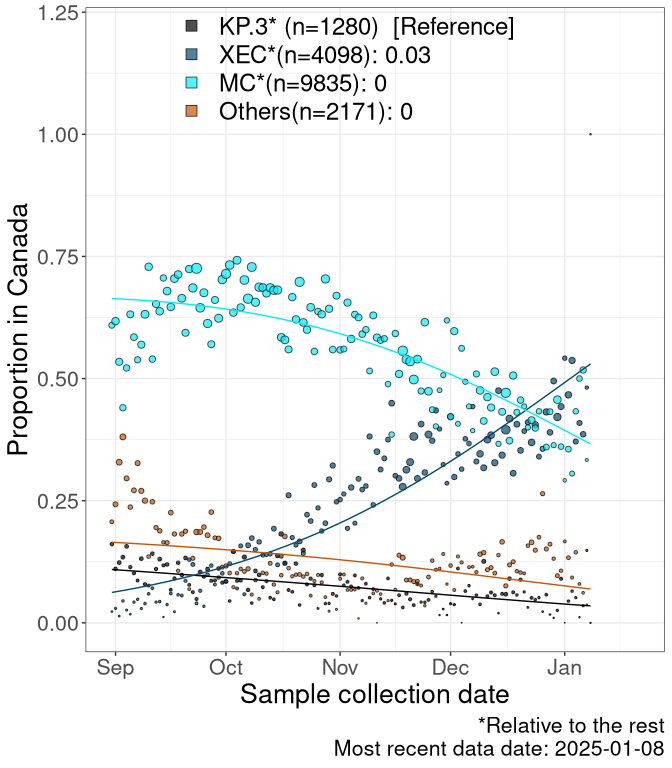 1.25
KP.3* (n=1280)  [Reference]
XEC*(n=4098): 0.03
MC*(n=9835): 0
Others(n=2171): 0
1.00
0.75
0.50
0.25
0.00
Proportion in Canada
Sep Oct Nov Dec Jan
Sample collection date
*Relative to the rest
Most recent data date: 2025-01-08